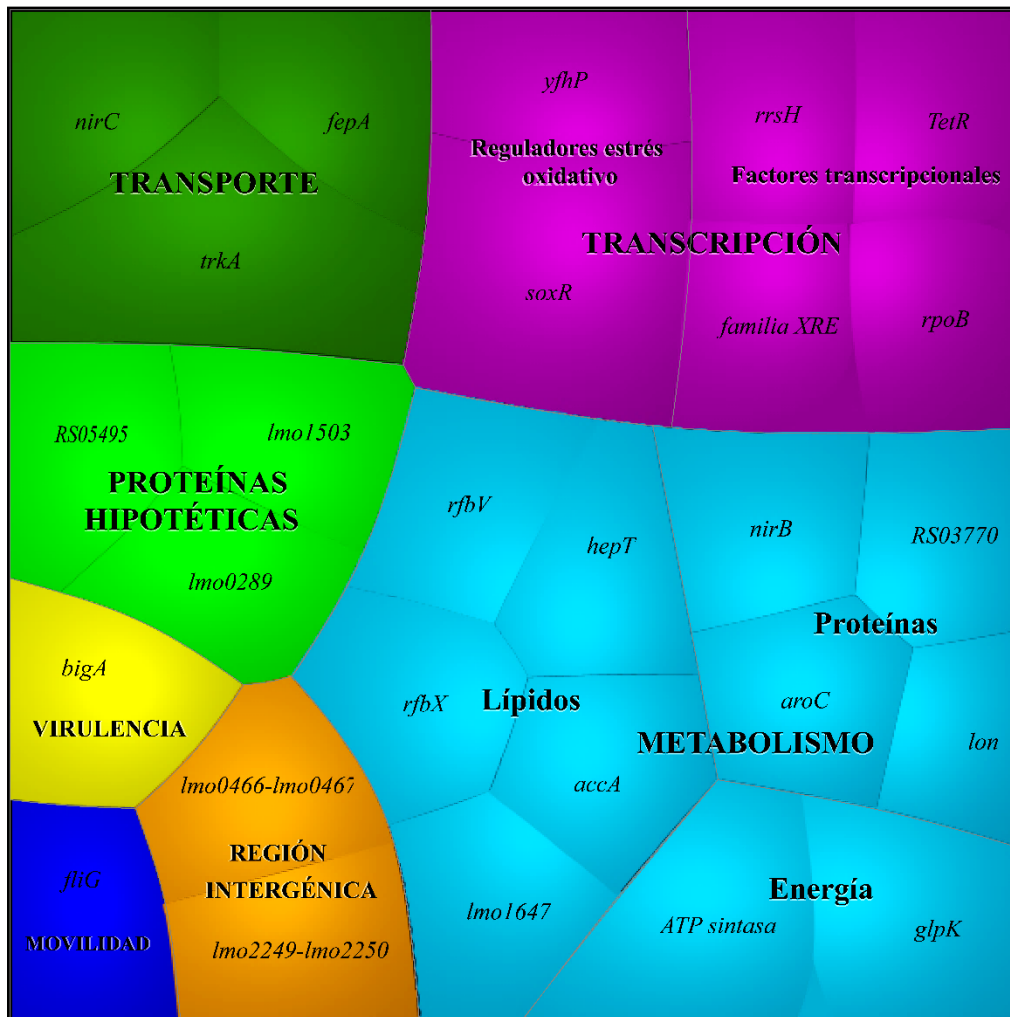 nirC
fepA
TRANSPORTE
trkA
yfhP
Reguladores estrés
oxidativo
rrsH
TetR
Factores transcripcionales
TRANSCRIPCIÓN
soxR
familia XRE
rpoB
RS05495
lmo1503
PROTEÍNAS
HIPOTÉTICAS
lmo0289
bigA
VIRULENCIA
fliG
MOVILIDAD
lmo0466-lmo0467
REGIÓN
INTERGÉNICA
lmo2249-lmo2250
rfbV
hepT
rfbX
Lípidos
accA
lmo1647
METABOLISMO
nirB
RS03770
Proteínas
aroC
lon
Energía
ATP sintasa
glpK